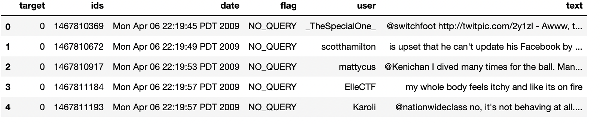 target ids date flag user text
0 0 1467810369 Mon Apr 06 22:19:45 PDT 2009 NO_QUERY _TheSpecialOne_ @switchfoot http://twitpic.com/2y1zl - Awww, t...
1 0 1467810672 Mon Apr 06 22:19:49 PDT 2009 NO_QUERY scotthamilton is upset that he can't update his Facebook by ...
2 0 1467810917 Mon Apr 06 22:19:53 PDT 2009 NO_QUERY mattycus @Kenichan I dived many times for the ball. Man...
3 0 1467811184 Mon Apr 06 22:19:57 PDT 2009 NO_QUERY ElleCTF my whole body feels itchy and like its on fire
4 0 1467811193 Mon Apr 06 22:19:57 PDT 2009 NO_QUERY Karoli @nationwideclass no, it's not behaving at all....